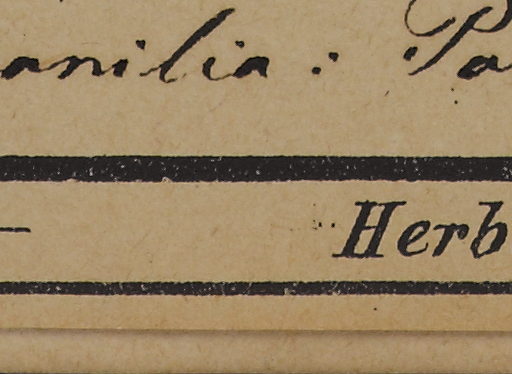 anilia : Pa
Herb